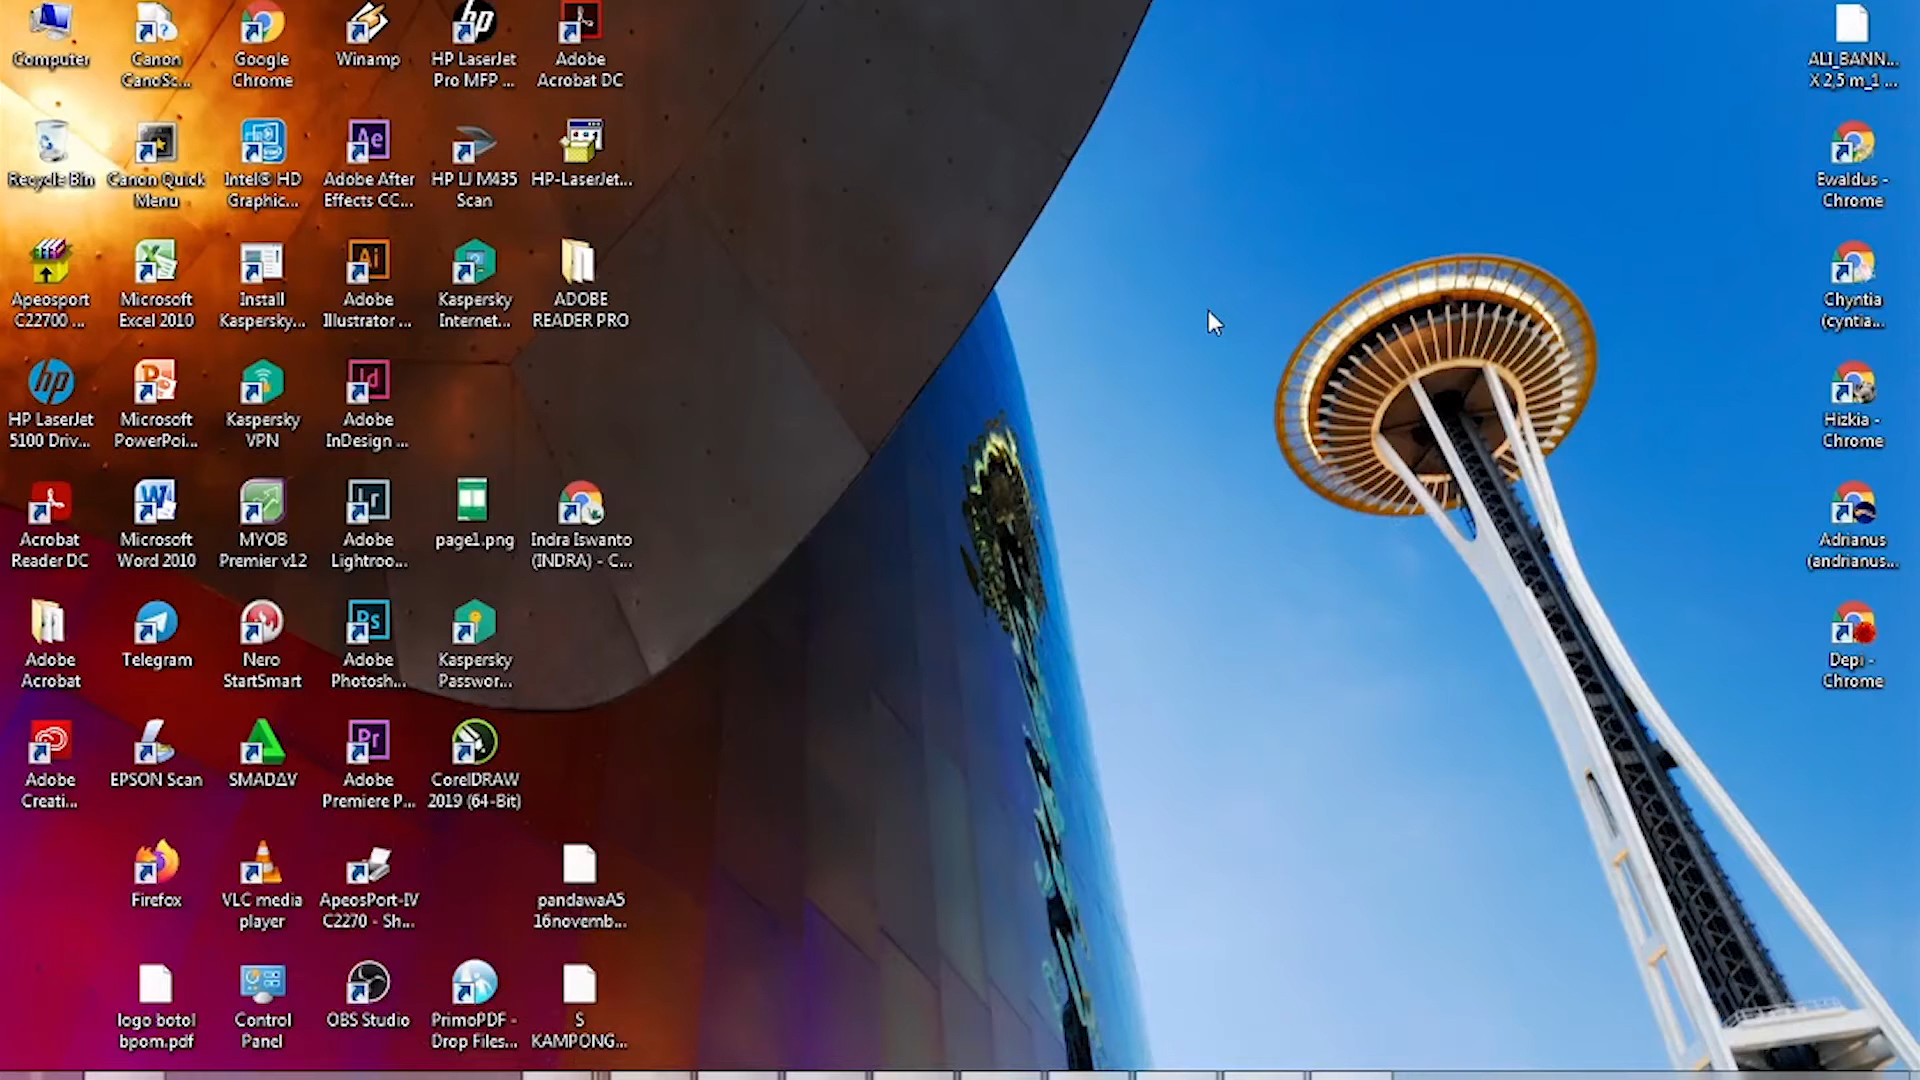 Computer
Canon
CanoSc...
Google
Chrome
Winamp
HP LaserJet
Pro MFP ...
Adobe
Acrobat DC
Recycle Bin
Canon Quick
Menu
Intel® HD
Graphic...
Adobe After
Effects CC...
HP LJ M435
Scan
HP-LaserJet...
Apeosport
C22700 ...
Microsoft
Excel 2010
Install
Kaspersky...
Adobe
Illustrator ...
Kaspersky
Internet...
ADOBE
READER PRO
HP LaserJet
5100 Driv...
Microsoft
PowerPoi...
Kaspersky
VPN
Adobe
InDesign ...
Acrobat
Reader DC
Microsoft
Word 2010
MYOB
Premier v12
Adobe
Lightroo...
page1.png
Indra Iswanto
(INDRA) - C...
Adobe
Acrobat
Telegram
Nero
StartSmart
Adobe
Photosh...
Kaspersky
Passwor...
Adobe
Creati...
EPSON Scan
SMADΔV
Adobe
Premiere P...
CorelDRAW
2019 (64-Bit)
Firefox
VLC media
player
ApeosPort-IV
C2270 - Sh...
pandawaA5
16novemb...
logo botol
bpom.pdf
Control
Panel
OBS Studio
PrimoPDF -
Drop Files...
S
KAMPONG...
ALI_BANN...
X 2,5 m_1 ...
Ewaldus -
Chrome
Chyntia
(cyntia...
Hizkia -
Chrome
Adrianus
(andrianus...
Depi -
Chrome